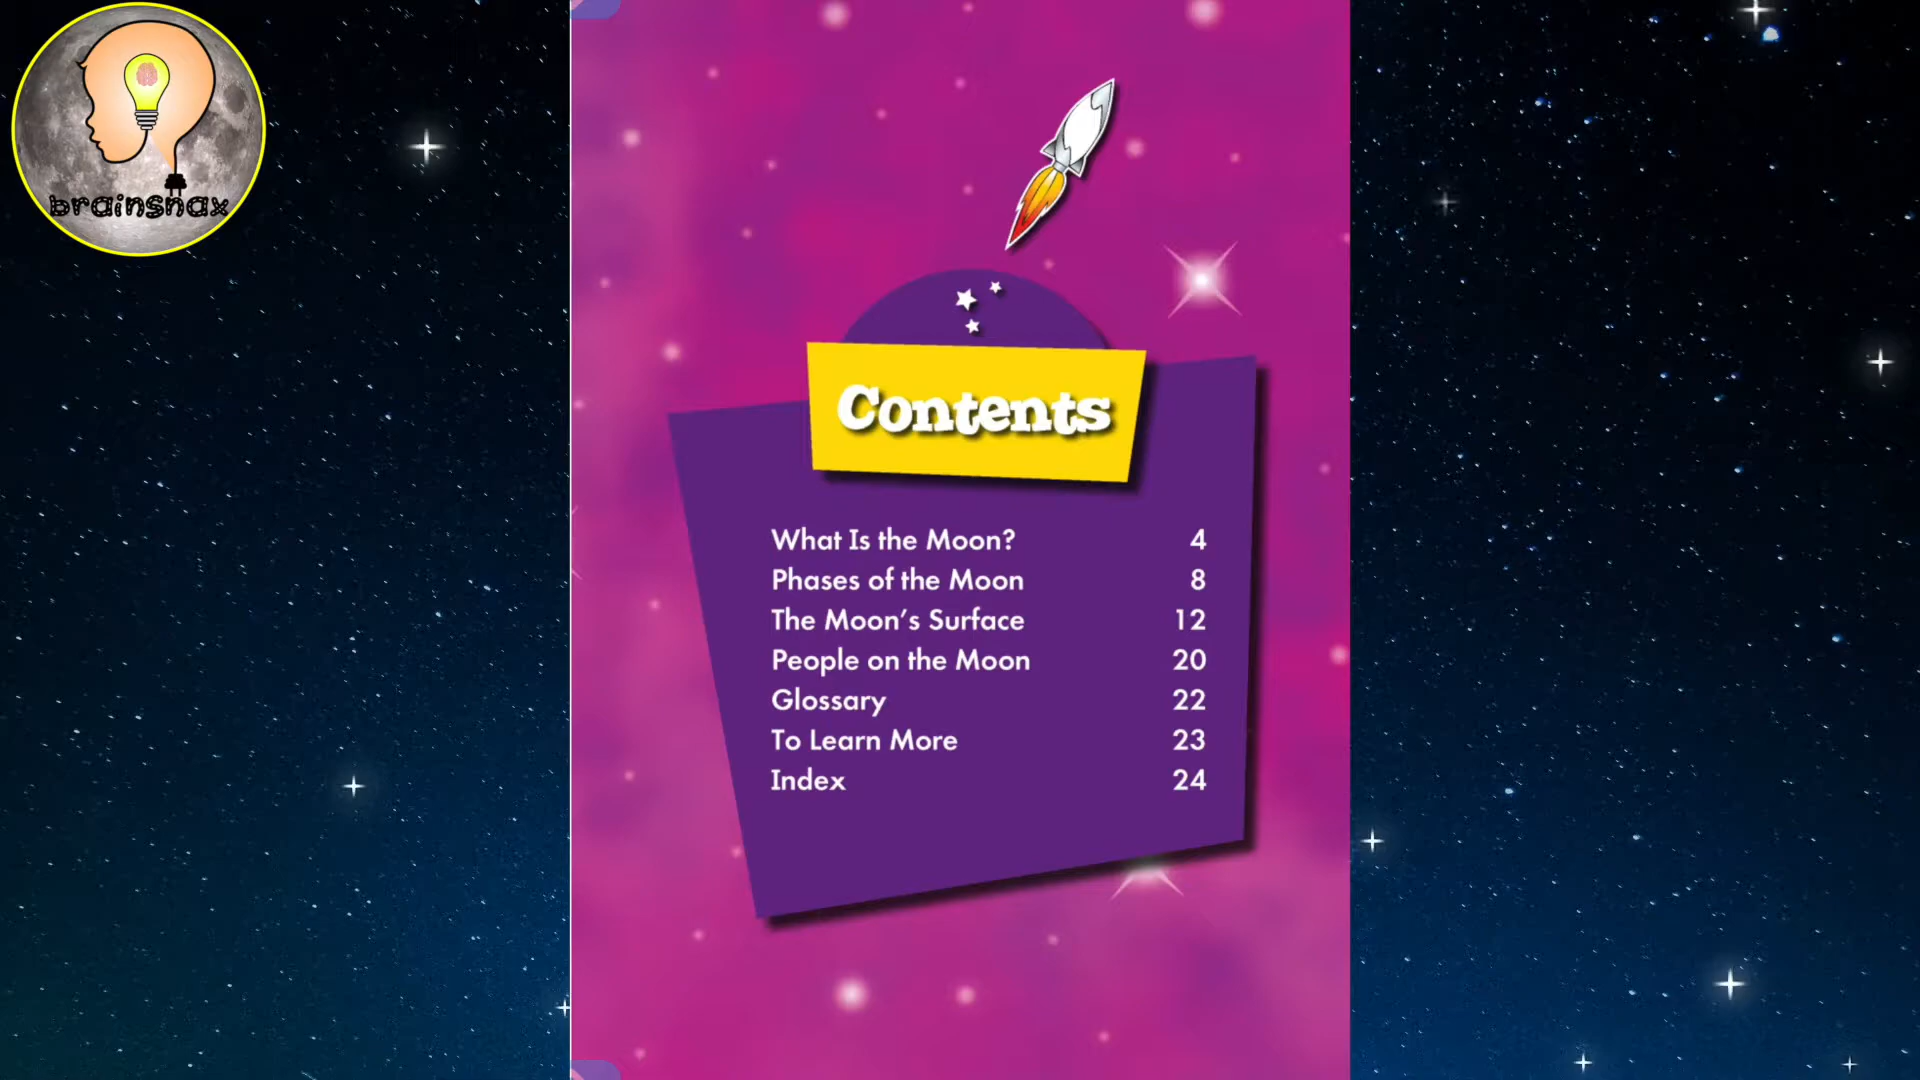 brainsnax
Contents
What Is the Moon? 4
Phases of the Moon 8
The Moon's Surface 12
People on the Moon 20
Glossary 22
To Learn More 23
Index 24